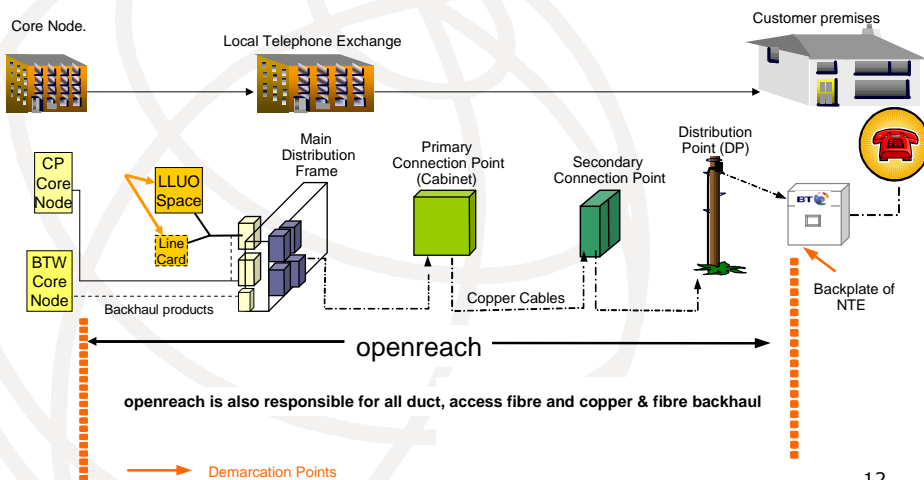 Core Node.
Local Telephone Exchange
Customer premises
Main
Distribution
Frame
Primary
Connection Point
(Cabinet)
Secondary
Connection Point
Distribution
Point (DP)
CP
Core
Node
LLUO
Space
Line
Card
BTW
Core
Node
Backhaul products
Copper Cables
BT
Backplate of
NTE
openreach
openreach is also responsible for all duct, access fibre and copper & fibre backhaul
Demarcation Points
12